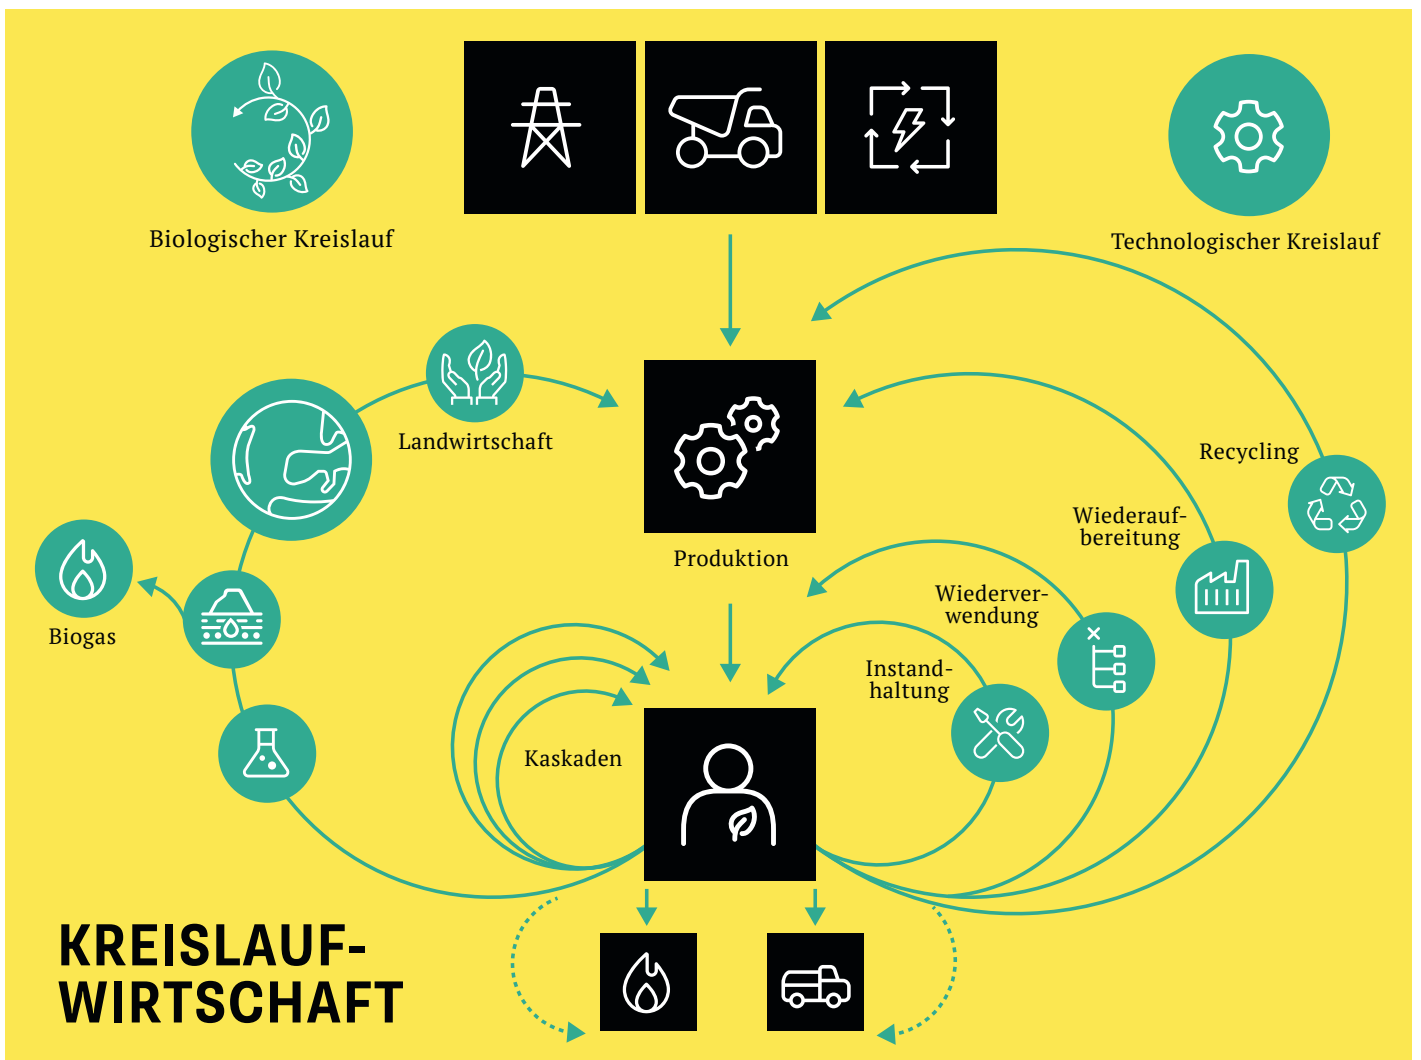 Biologischer Kreislauf
Technologischer Kreislauf
Landwirtschaft
Recycling
Wiederauf-
bereitung
Produktion
Wiederver-
wendung
Biogas
Instand-
haltung
Kaskaden
KREISLAUF-
WIRTSCHAFT